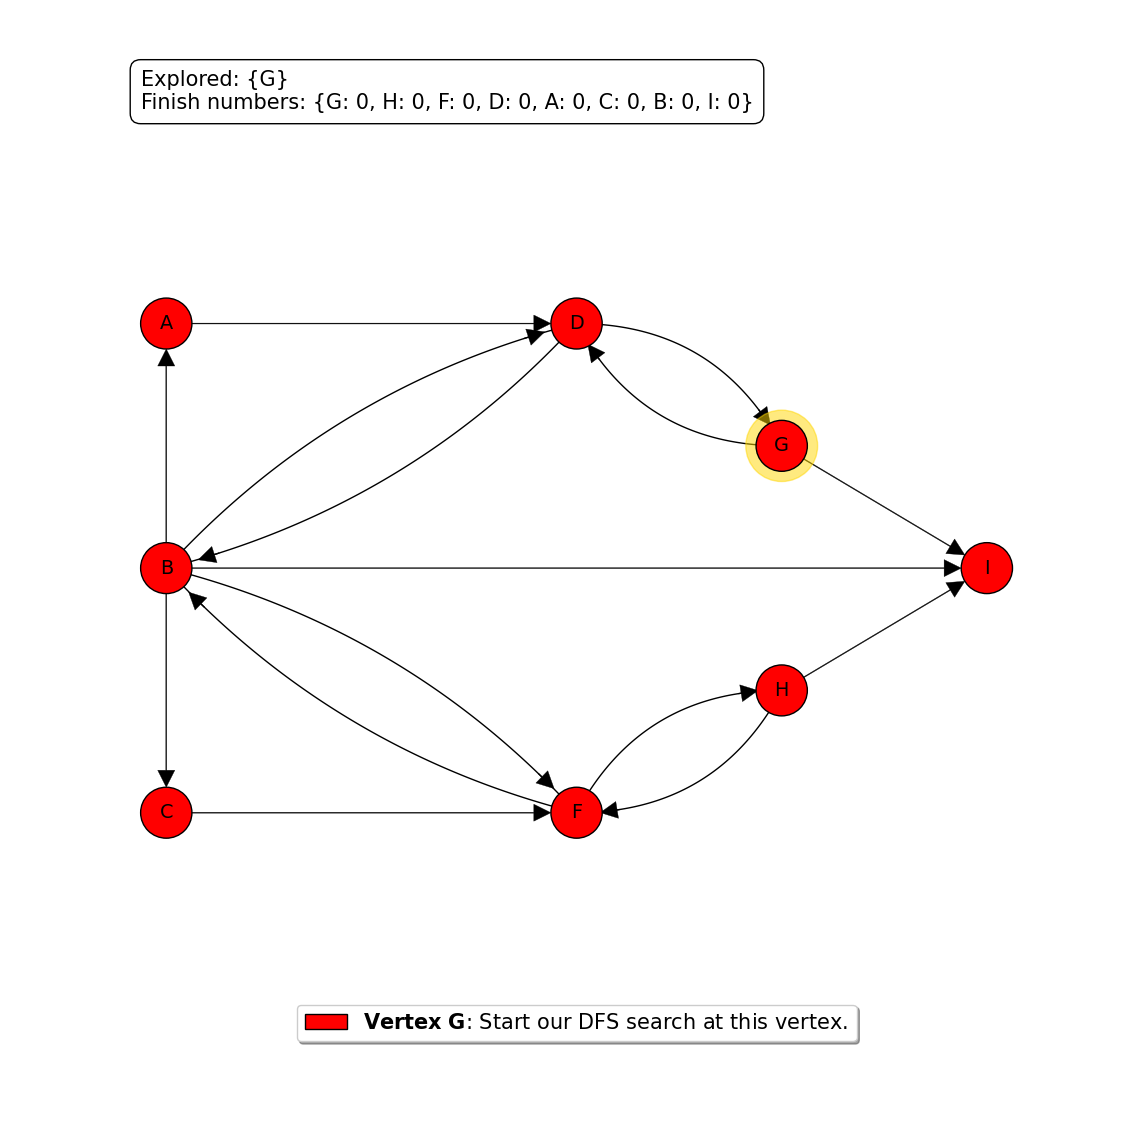 Explored: {G}
Finish numbers: {G: 0, H: 0, F: 0, D: 0, A: 0, C: 0, B: 0, I: 0}
A
D
G
B
I
H
C
F
Vertex G: Start our DFS search at this vertex.